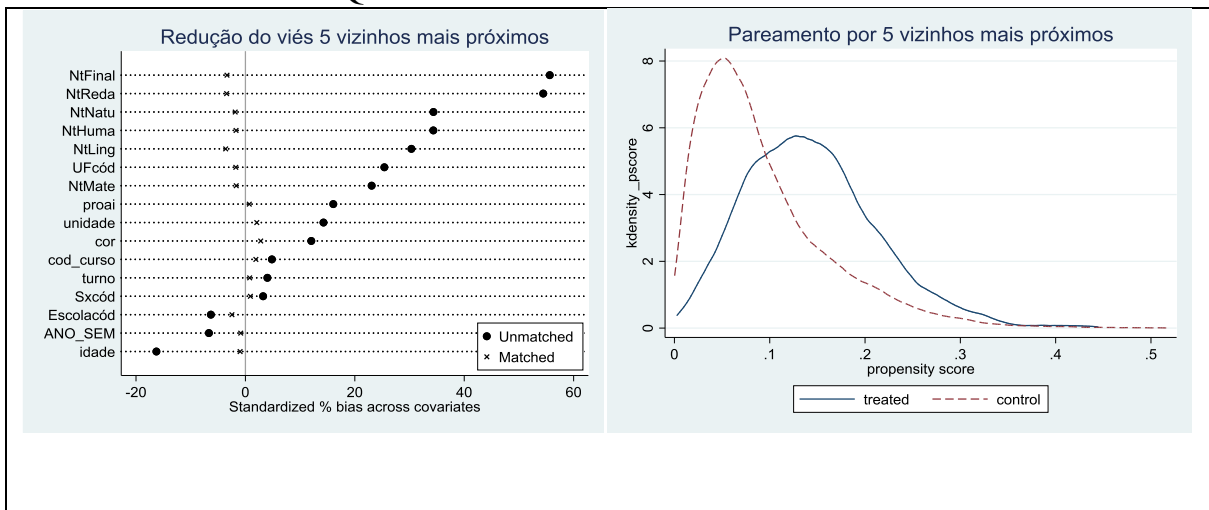 Redução do viés 5 vizinhos mais próximos
NtFinal
NtReda
NtNatu
NtHuma
NtLing
UFcód
NtMate
proai
unidade
cor
cod_curso
turno
Sxcód
Escolacód
ANO_SEM
idade
Unmatched
Matched
-20 0 20 40 60
Standardized % bias across covariates
Pareamento por 5 vizinhos mais próximos
kdensity _pscore
8
6
4
2
0
0 .1 .2 .3 .4 .5
propensity score
treated control